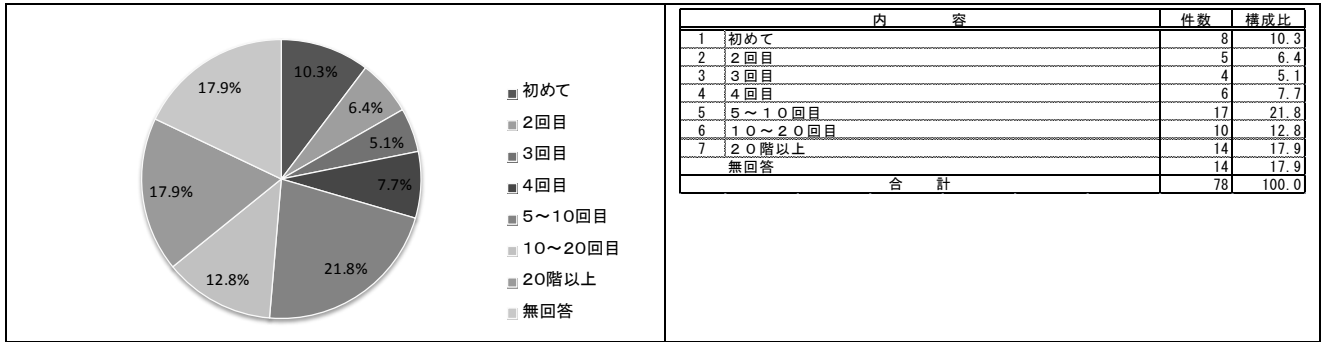 10.3%
6.4%
5.1%
7.7%
21.8%
12.8%
17.9%
17.9%
初めて
2回目
3回目
4回目
5～10回目
10～20回目
20階以上
無回答
内 容 件数 構成比
1 初めて 8 10.3
2 ２回目 5 6.4
3 ３回目 4 5.1
4 ４回目 6 7.7
5 ５～１０回目 17 21.8
6 １０～２０回目 10 12.8
7 ２０階以上 14 17.9
無回答 14 17.9
合 計 78 100.0